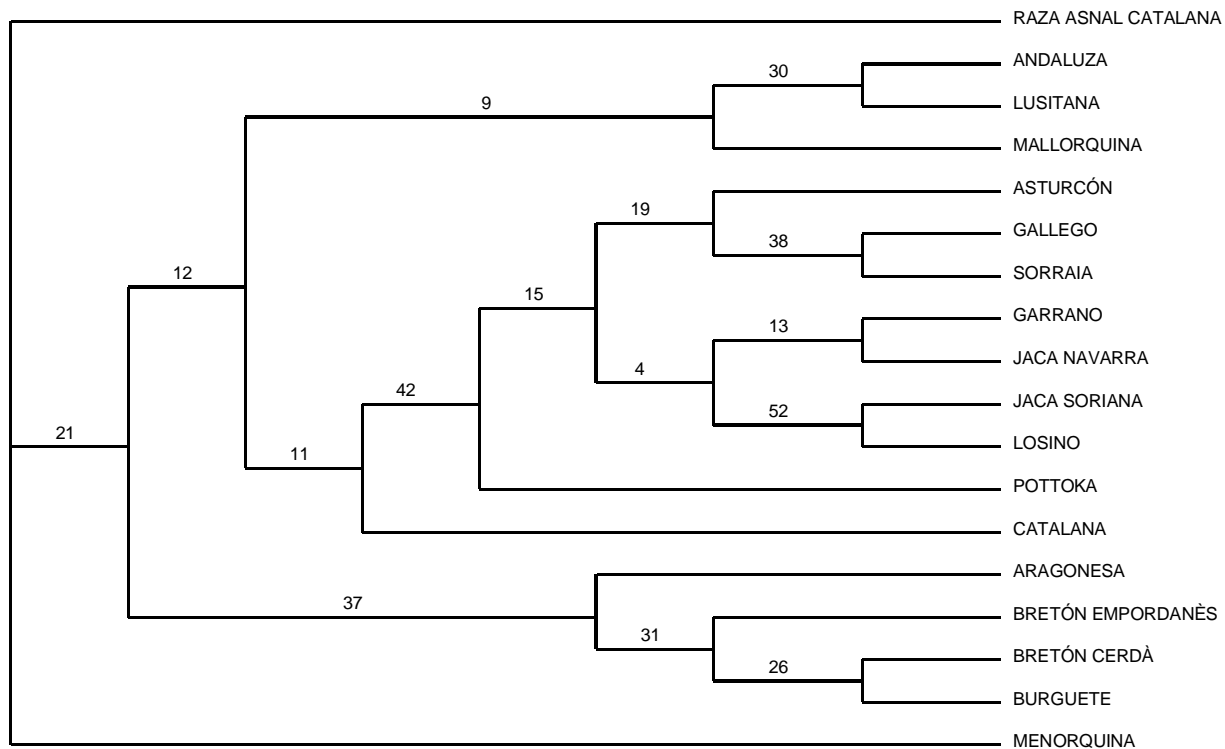 RAZA ASNAL CATALANA
ANDALUZA
30
LUSITANA
9
MALLORQUINA
ASTURCÓN
19
GALLEGO
38
SORRAIA
12
15
GARRANO
13
JACA NAVARRA
4
42
JACA SORIANA
52
LOSINO
21
11
POTTOKA
CATALANA
ARAGONESA
37
BRETÓN EMPORDANÈS
31
BRETÓN CERDÀ
26
BURGUETE
MENORQUINA